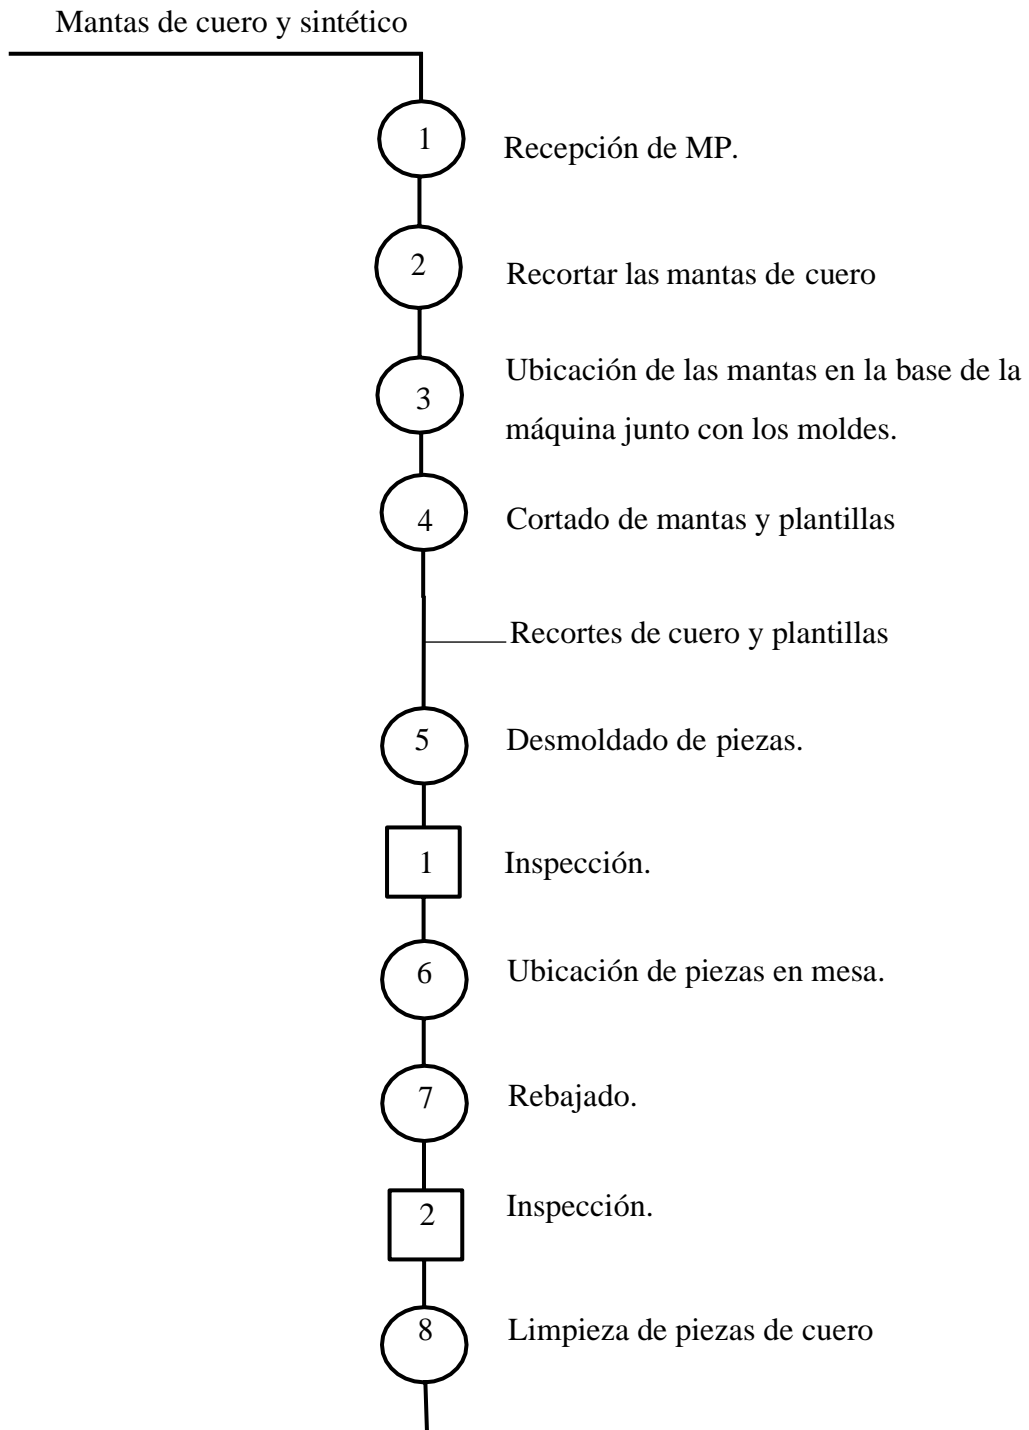 Mantas de cuero y sintético
1
Recepción de MP.
2
Recortar las mantas de cuero
3
Ubicación de las mantas en la base de la
máquina junto con los moldes.
4
Cortado de mantas y plantillas
Recortes de cuero y plantillas
5
Desmoldado de piezas.
1
Inspección.
6
Ubicación de piezas en mesa.
7
Rebajado.
2
Inspección.
8
Limpieza de piezas de cuero